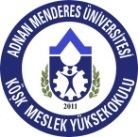 ADNAN MENDERES ÜNİVERSİTESİ
2011
KÖŞK MESLEK YÜKSEKOKULU